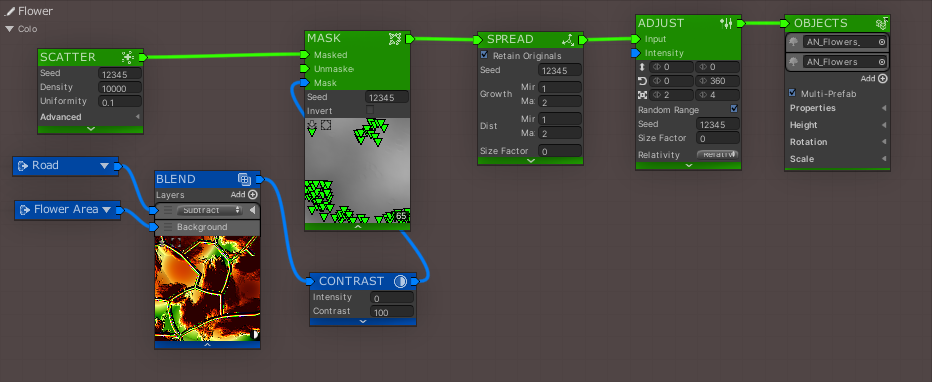 Flower
Colo
SCATTER
Seed 12345
Density 10000
Uniformity 0.1
Advanced
MASK
Masked
Unmaske
Mask
Seed 12345
Invert
65
SPREAD
Retain Originals
Seed 12345
Growth Mir 1
Ma 2
Dist Mir 1
Ma 2
Size Factor 0
ADJUST
Input
Intensity
0 0
0 360
2 4
Random Range
Seed 12345
Size Factor 0
Relativity Relativ
OBJECTS
AN_Flowers_
AN_Flowers
Add
Multi-Prefab
Properties
Height
Rotation
Scale
Road
Flower Area
BLEND
Layers Add
Subtract
Background
CONTRAST
Intensity 0
Contrast 100